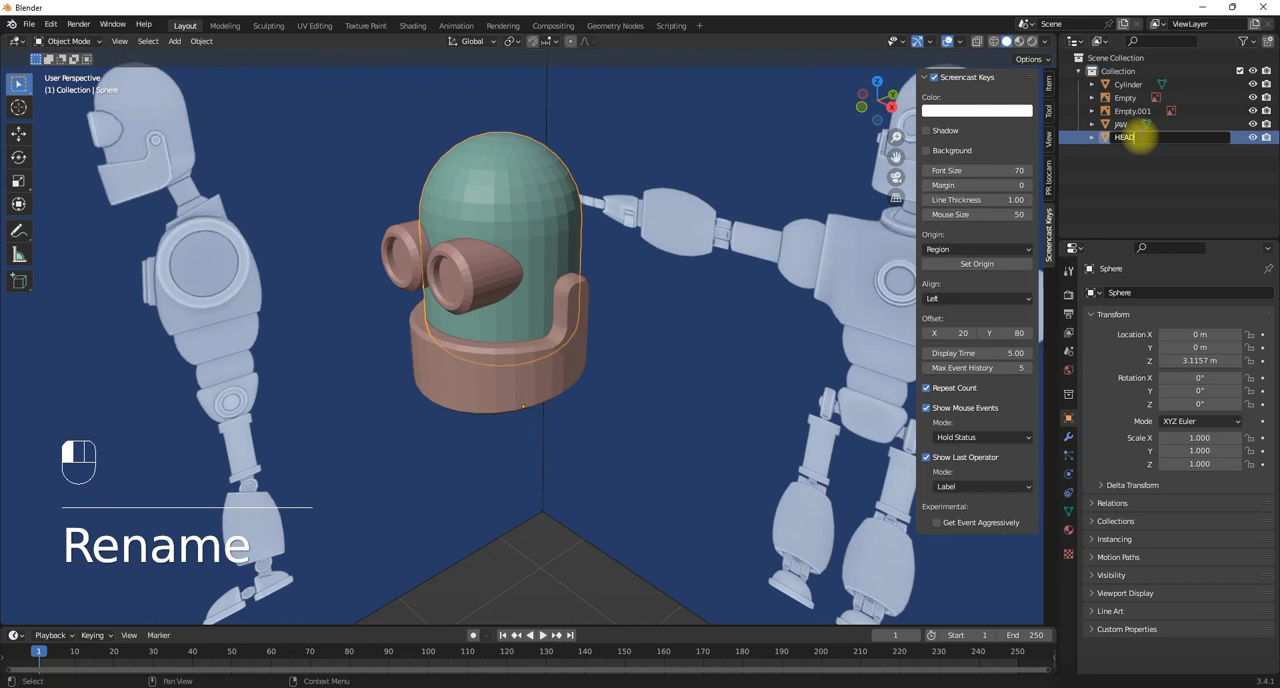 Blender
File Edit Render Window Help Layout Modeling Sculpting UV Editing Texture Paint Shading Animation Rendering Compositing Geometry Nodes Scripting + Scene ViewLayer
Object Mode View Select Add Object Global
Options
User Perspective
(1) Collection | Sphere
Z
Y
X
Screencast Keys
Color:
Shadow
Background
Font Size 70
Margin 0
Line Thickness 1.00
Mouse Size 50
Origin:
Region
Set Origin
Align:
Left
Offset:
X 20 Y 80
Display Time 5.00
Max Event History 5
Repeat Count
Show Mouse Events
Mode:
Hold Status
Show Last Operator
Mode:
Label
Experimental:
Get Event Aggressively
Item
Tool
View
PR Isocam
Screencast Keys
Scene Collection
Collection
Cylinder
Empty
Empty.001
JAW
HEAD
Sphere
Sphere
Transform
Location X 0 m
Y 0 m
Z 3.1157 m
Rotation X 0°
Y 0°
Z 0°
Mode XYZ Euler
Scale X 1.000
Y 1.000
Z 1.000
Delta Transform
Relations
Collections
Instancing
Motion Paths
Visibility
Viewport Display
Line Art
Custom Properties
Rename
Playback Keying View Marker 1 Start 1 End 250
1 10 20 30 40 50 60 70 80 90 100 110 120 130 140 150 160 170 180 190 200 210 220 230 240 250
Select Pan View Context Menu 3.4.1